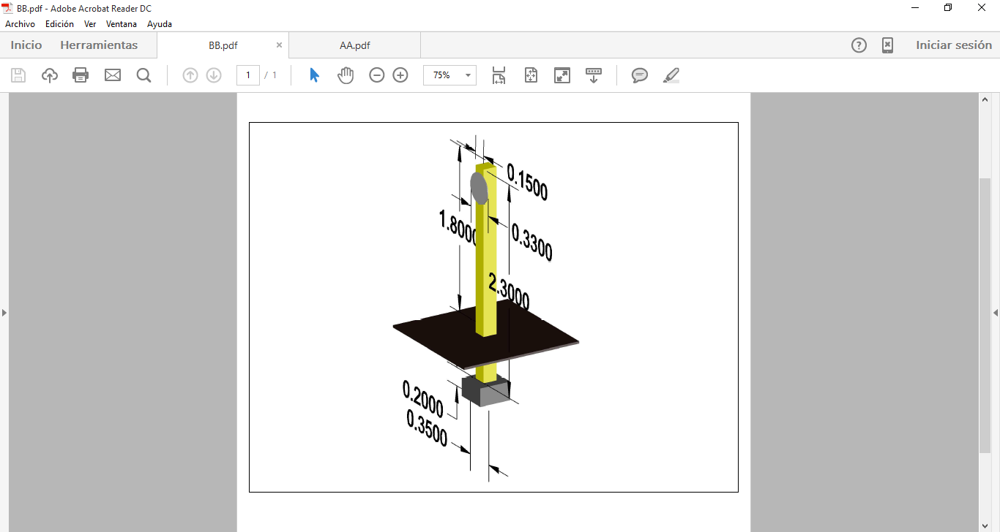 BB.pdf - Adobe Acrobat Reader DC
Archivo Edición Ver Ventana Ayuda
Inicio Herramientas BB.pdf × AA.pdf ? Iniciar sesión
1 / 1 75%
0.1500
1.8000
0.3300
2.3000
0.2000
0.3500